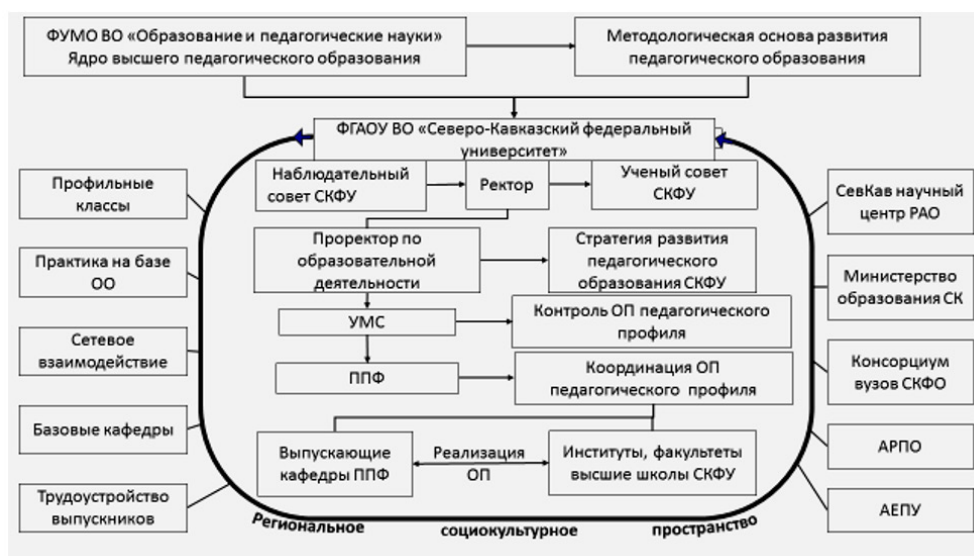 ФУМО ВО «Образование и педагогические науки»
Ядро высшего педагогического образования
Методологическая основа развития
педагогического образования
ФГАОУ ВО «Северо-Кавказский федеральный
университет»
Наблюдательный
совет СКФУ
Ректор
Ученый совет
СКФУ
Проректор по
образовательной
деятельности
Стратегия развития
педагогического
образования СКФУ
УМС
Контроль ОП педагогического
профиля
ППФ
Координация ОП
педагогического профиля
Выпускающие
кафедры ППФ
Реализация
ОП
Институты, факультеты
высшие школы СКФУ
Профильные
классы
Практика на базе
ОО
Сетевое
взаимодействие
Базовые кафедры
Трудоустройство
выпускников
СевКав научный
центр РАО
Министерство
образования СК
Консорциум
вузов СКФО
АРПО
АЕПУ
Региональное социокультурное пространство